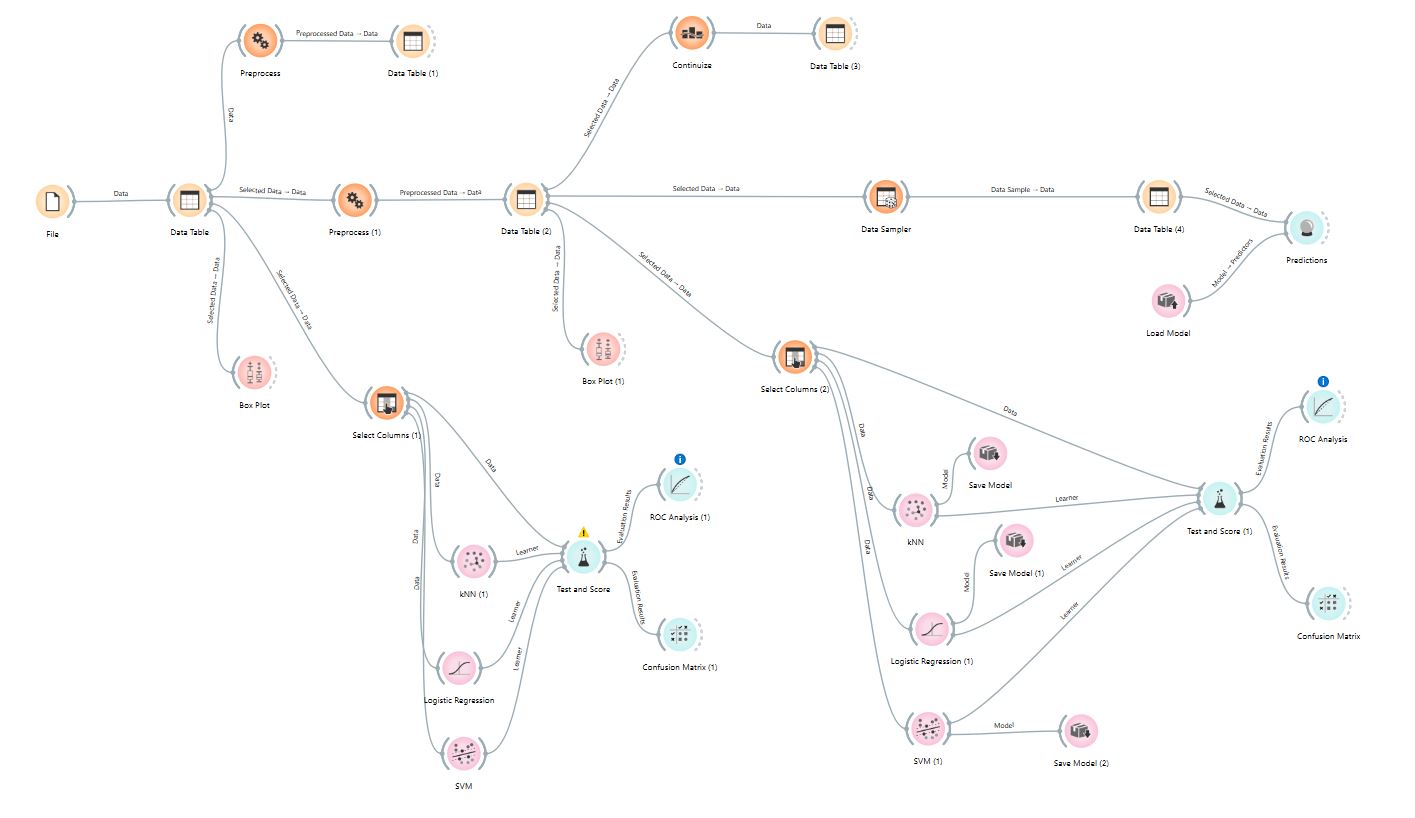 Preprocess
Preprocessed Data → Data
Data Table (1)
Continuize
Data
Data Table (3)
Data
Selected Data → Data
File
Data
Data Table
Selected Data → Data
Preprocess (1)
Preprocessed Data → Data
Data Table (2)
Selected Data → Data
Data Sampler
Data Sample → Data
Data Table (4)
Selected Data → Data
Predictions
Model → Predictors
Load Model
Selected Data → Data
Box Plot
Selected Data → Data
Select Columns (1)
Selected Data → Data
Box Plot (1)
Selected Data → Data
Select Columns (2)
Data
Data
Data
Data
kNN (1)
Learner
Logistic Regression
Learner
SVM
Learner
Test and Score
Evaluation Results
ROC Analysis (1)
Evaluation Results
Confusion Matrix (1)
Data
Data
Data
Data
kNN
Model
Save Model
Learner
Logistic Regression (1)
Model
Save Model (1)
Learner
SVM (1)
Model
Save Model (2)
Learner
Test and Score (1)
Evaluation Results
ROC Analysis
Evaluation Results
Confusion Matrix